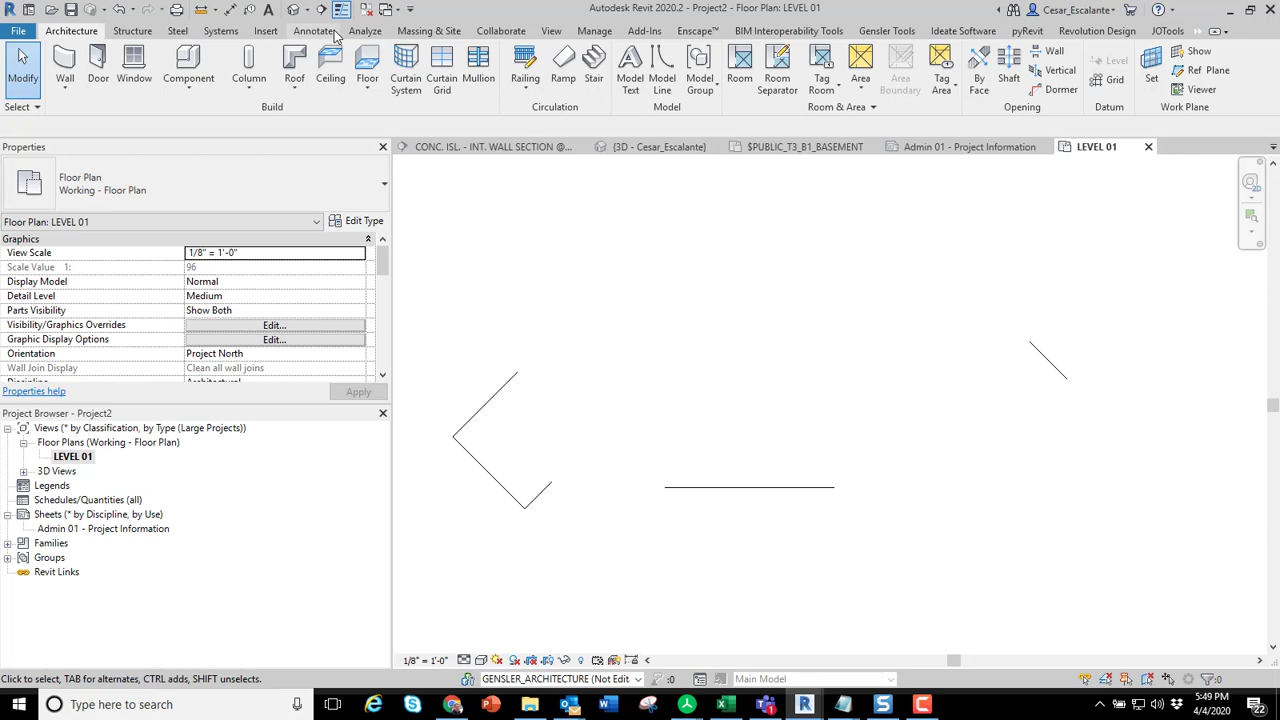 Autodesk Revit 2020.2 - Project2 - Floor Plan: LEVEL 01
Cesar_Escalante
File Architecture Structure Steel Systems Insert Annotate Analyze Massing & Site Collaborate View Manage Add-Ins Enscape™ BIM Interoperability Tools Gensler Tools Ideate Software pyRevit Revolution Design JOTools
Modify Wall Door Window Component Column Roof Ceiling Floor Curtain System Curtain Grid Mullion Railing Ramp Stair Model Text Model Line Model Group Room Room Separator Tag Room Area Area Boundary Tag Area By Face Shaft Wall Vertical Dormer Level Grid Set Show Ref Plane Viewer
Select Build Circulation Model Room & Area Opening Datum Work Plane
Properties
CONC. ISL. - INT. WALL SECTION @... {3D - Cesar_Escalante} $PUBLIC_T3_B1_BASEMENT Admin 01 - Project Information LEVEL 01
Floor Plan
Working - Floor Plan
Floor Plan: LEVEL 01 Edit Type
Graphics
View Scale 1/8" = 1'-0"
Scale Value 1: 96
Display Model Normal
Detail Level Medium
Parts Visibility Show Both
Visibility/Graphics Overrides Edit...
Graphic Display Options Edit...
Orientation Project North
Wall Join Display Clean all wall joins
Discipline Architectural
Properties help Apply
Project Browser - Project2
Views (* by Classification, by Type (Large Projects))
Floor Plans (Working - Floor Plan)
LEVEL 01
3D Views
Legends
Schedules/Quantities (all)
Sheets (* by Discipline, by Use)
Admin 01 - Project Information
Families
Groups
Revit Links
2D
1/8" = 1'-0"
Click to select, TAB for alternates, CTRL adds, SHIFT unselects.
GENSLER_ARCHITECTURE (Not Edit :0 Main Model :0
Type here to search
5:49 PM
4/4/2020
22